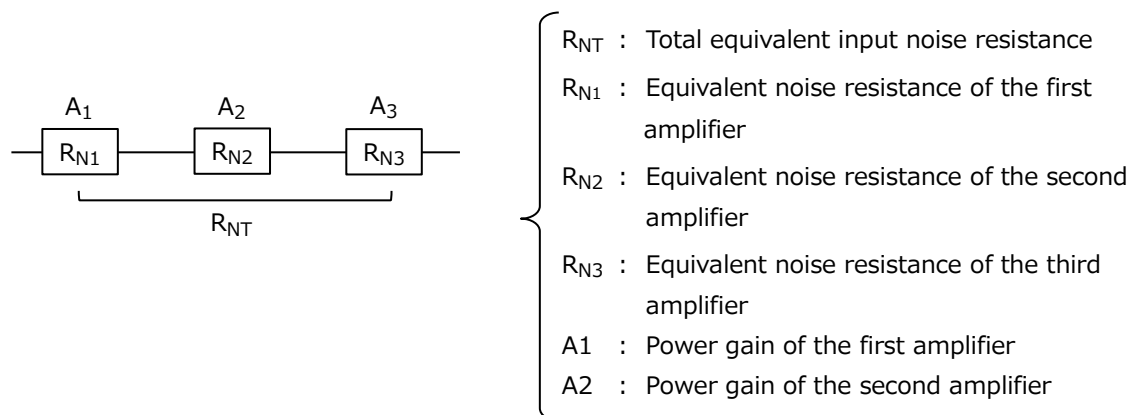 A1 A2 A3
RN1 RN2 RN3
RNT
RNT : Total equivalent input noise resistance
RN1 : Equivalent noise resistance of the first
amplifier
RN2 : Equivalent noise resistance of the second
amplifier
RN3 : Equivalent noise resistance of the third
amplifier
A1 : Power gain of the first amplifier
A2 : Power gain of the second amplifier